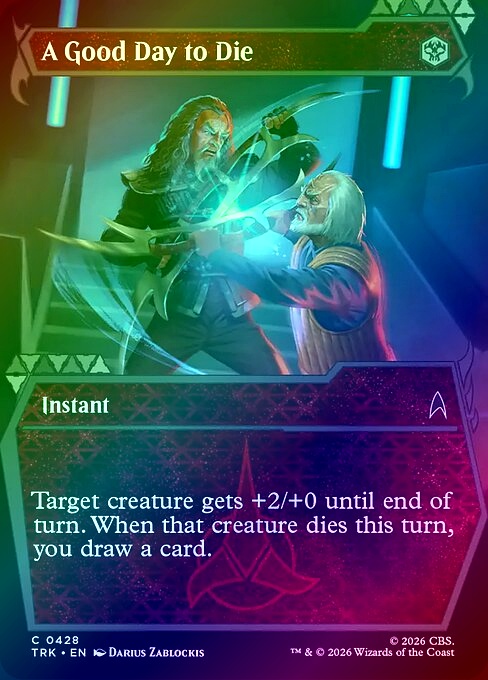 A Good Day to Die
Instant
Target creature gets +2/+0 until end of
turn. When that creature dies this turn,
you draw a card.
C 0428
TRK • EN Darius Zablockis
© 2026 CBS.
™ & © 2026 Wizards of the Coast